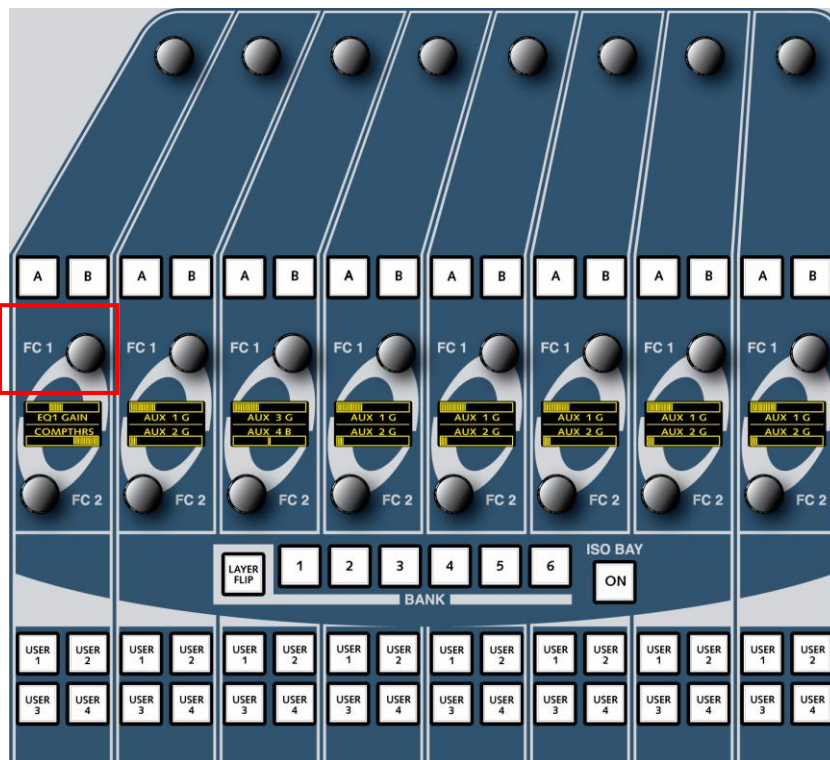 A B A B A B A B A B A B A B A B
FC 1 FC 1 FC 1 FC 1 FC 1 FC 1 FC 1 FC 1
EQ1 GAIN AUX 1 G AUX 3 G AUX 1 G AUX 1 G AUX 1 G AUX 1 G AUX 1 G
COMPTHRS AUX 2 G AUX 4 B AUX 2 G AUX 2 G AUX 2 G AUX 2 G AUX 2 G
FC 2 FC 2 FC 2 FC 2 FC 2 FC 2 FC 2 FC 2
ISO BAY
LAYER FLIP 1 2 3 4 5 6 ON
BANK
USER 1 USER 2 USER 1 USER 2 USER 1 USER 2 USER 1 USER 2 USER 1 USER 2 USER 1 USER 2 USER 1 USER 2 USER 1 USER 2
USER 3 USER 4 USER 3 USER 4 USER 3 USER 4 USER 3 USER 4 USER 3 USER 4 USER 3 USER 4 USER 3 USER 4 USER 3 USER 4